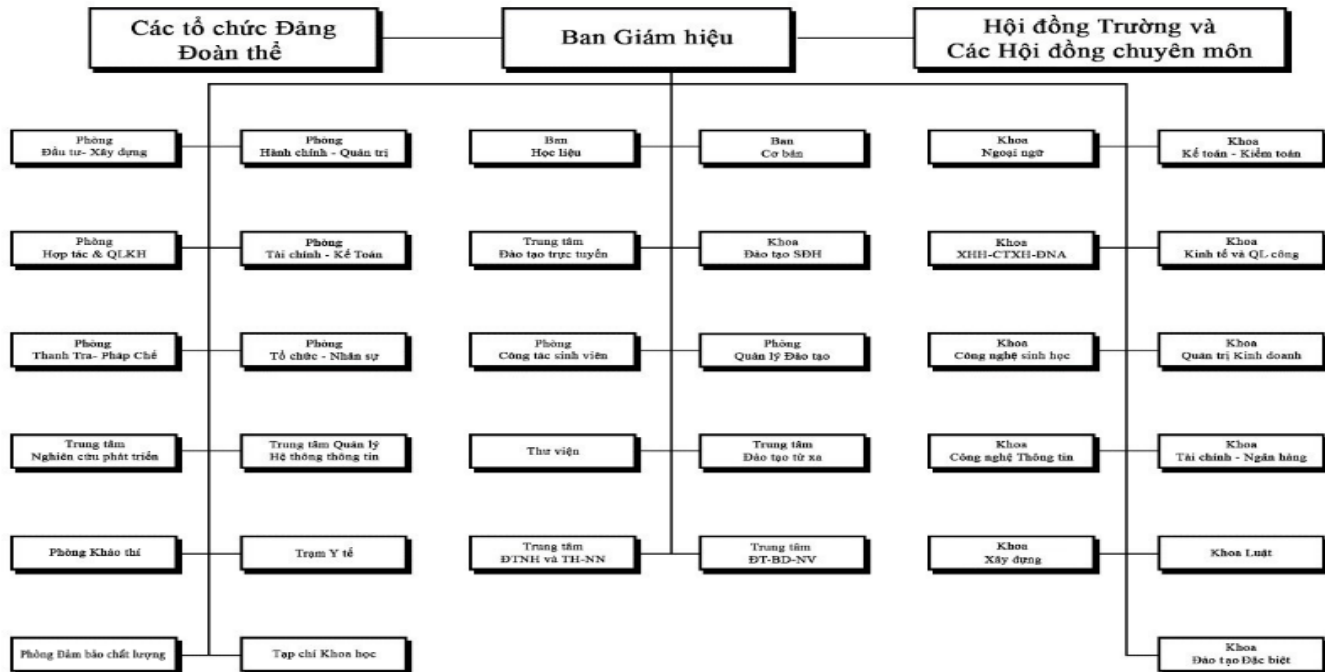 Các tổ chức Đảng
Đoàn thể
Ban Giám hiệu
Hội đồng Trường và
Các Hội đồng chuyên môn
Phòng
Đầu tư- Xây dựng
Phòng
Hành chính - Quản trị
Ban
Học liệu
Ban
Cơ bản
Khoa
Ngoại ngữ
Khoa
Kế toán - Kiểm toán
Phòng
Hợp tác & QLKH
Phòng
Tài chính - Kế Toán
Trung tâm
Đào tạo trực tuyến
Khoa
Đào tạo SĐH
Khoa
XHH-CTXH-ĐNA
Khoa
Kinh tế và QL công
Phòng
Thanh Tra- Pháp Chế
Phòng
Tổ chức - Nhân sự
Phòng
Công tác sinh viên
Phòng
Quản lý Đào tạo
Khoa
Công nghệ sinh học
Khoa
Quản trị Kinh doanh
Trung tâm
Nghiên cứu phát triển
Trung tâm Quản lý
Hệ thống thông tin
Thư viện
Trung tâm
Đào tạo từ xa
Khoa
Công nghệ Thông tin
Khoa
Tài chính - Ngân hàng
Phòng Khảo thí
Trạm Y tế
Trung tâm
ĐTNH và TH-NN
Trung tâm
ĐT-BD-NV
Khoa
Xây dựng
Khoa Luật
Phòng Đảm bảo chất lượng
Tạp chí Khoa học
Khoa
Đào tạo Đặc biệt